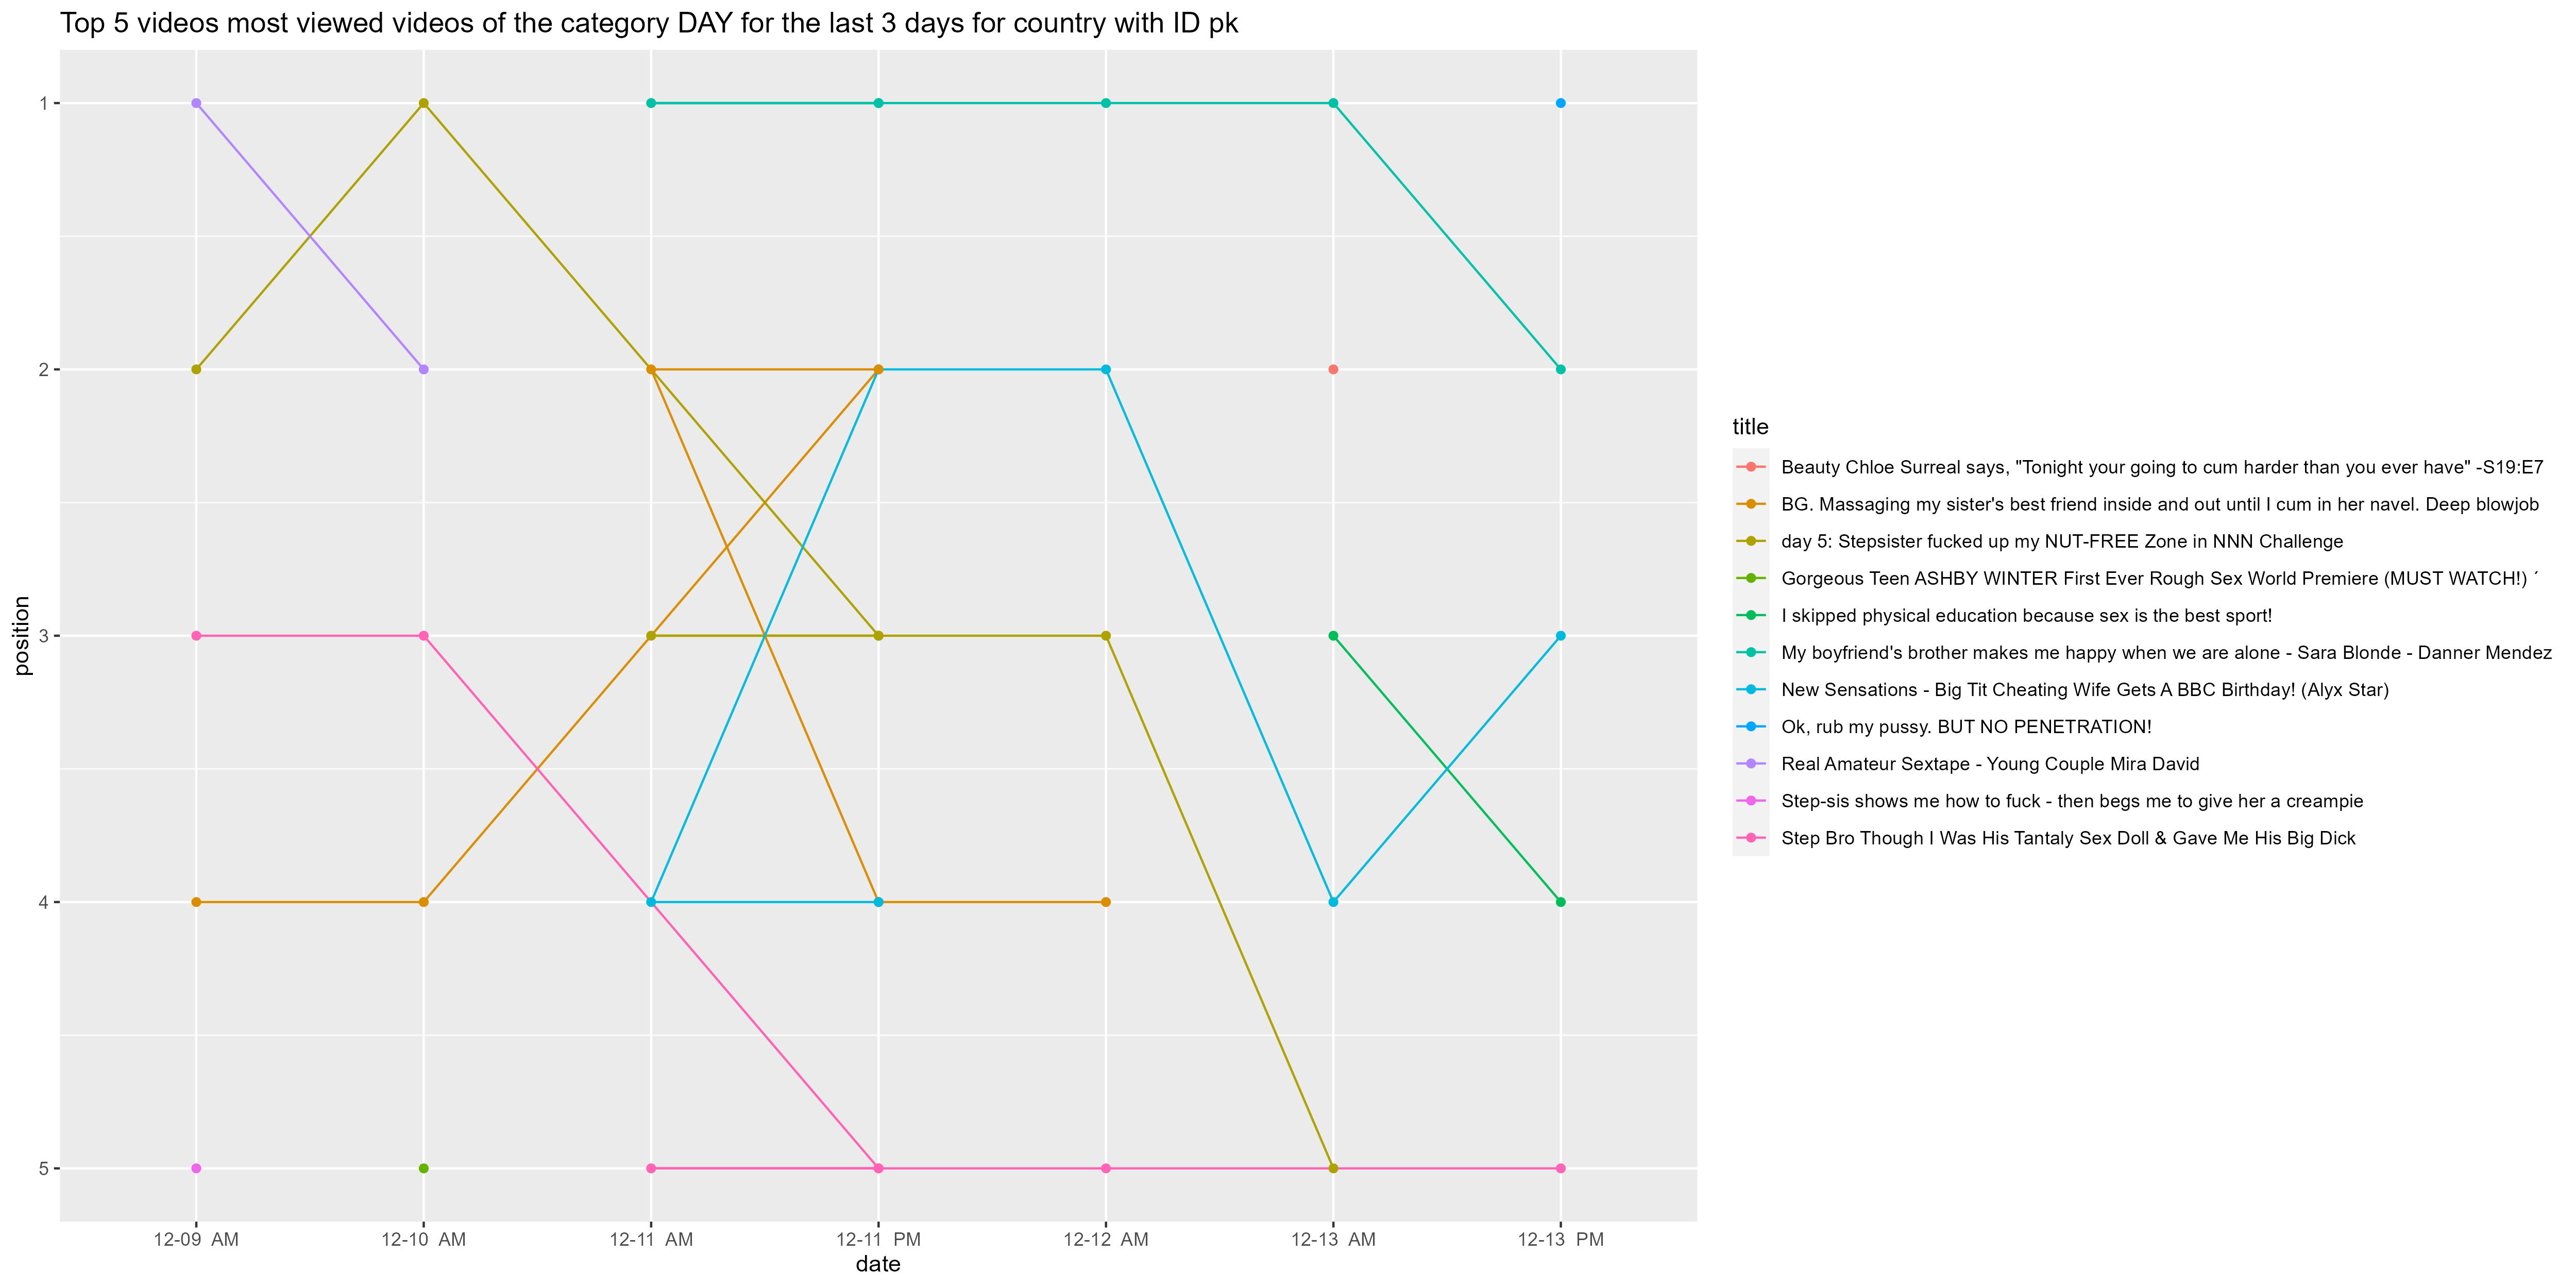 Top 5 videos most viewed videos of the category DAY for the last 3 days for country with ID pk
position
1
2
3
4
5
12-09 AM
12-10 AM
12-11 AM
12-11 PM
12-12 AM
12-13 AM
12-13 PM
date
title
Beauty Chloe Surreal says, "Tonight your going to cum harder than you ever have" -S19:E7
BG. Massaging my sister's best friend inside and out until I cum in her navel. Deep blowjob
day 5: Stepsister fucked up my NUT-FREE Zone in NNN Challenge
Gorgeous Teen ASHBY WINTER First Ever Rough Sex World Premiere (MUST WATCH!) ´
I skipped physical education because sex is the best sport!
My boyfriend's brother makes me happy when we are alone - Sara Blonde - Danner Mendez
New Sensations - Big Tit Cheating Wife Gets A BBC Birthday! (Alyx Star)
Ok, rub my pussy. BUT NO PENETRATION!
Real Amateur Sextape - Young Couple Mira David
Step-sis shows me how to fuck - then begs me to give her a creampie
Step Bro Though I Was His Tantaly Sex Doll & Gave Me His Big Dick